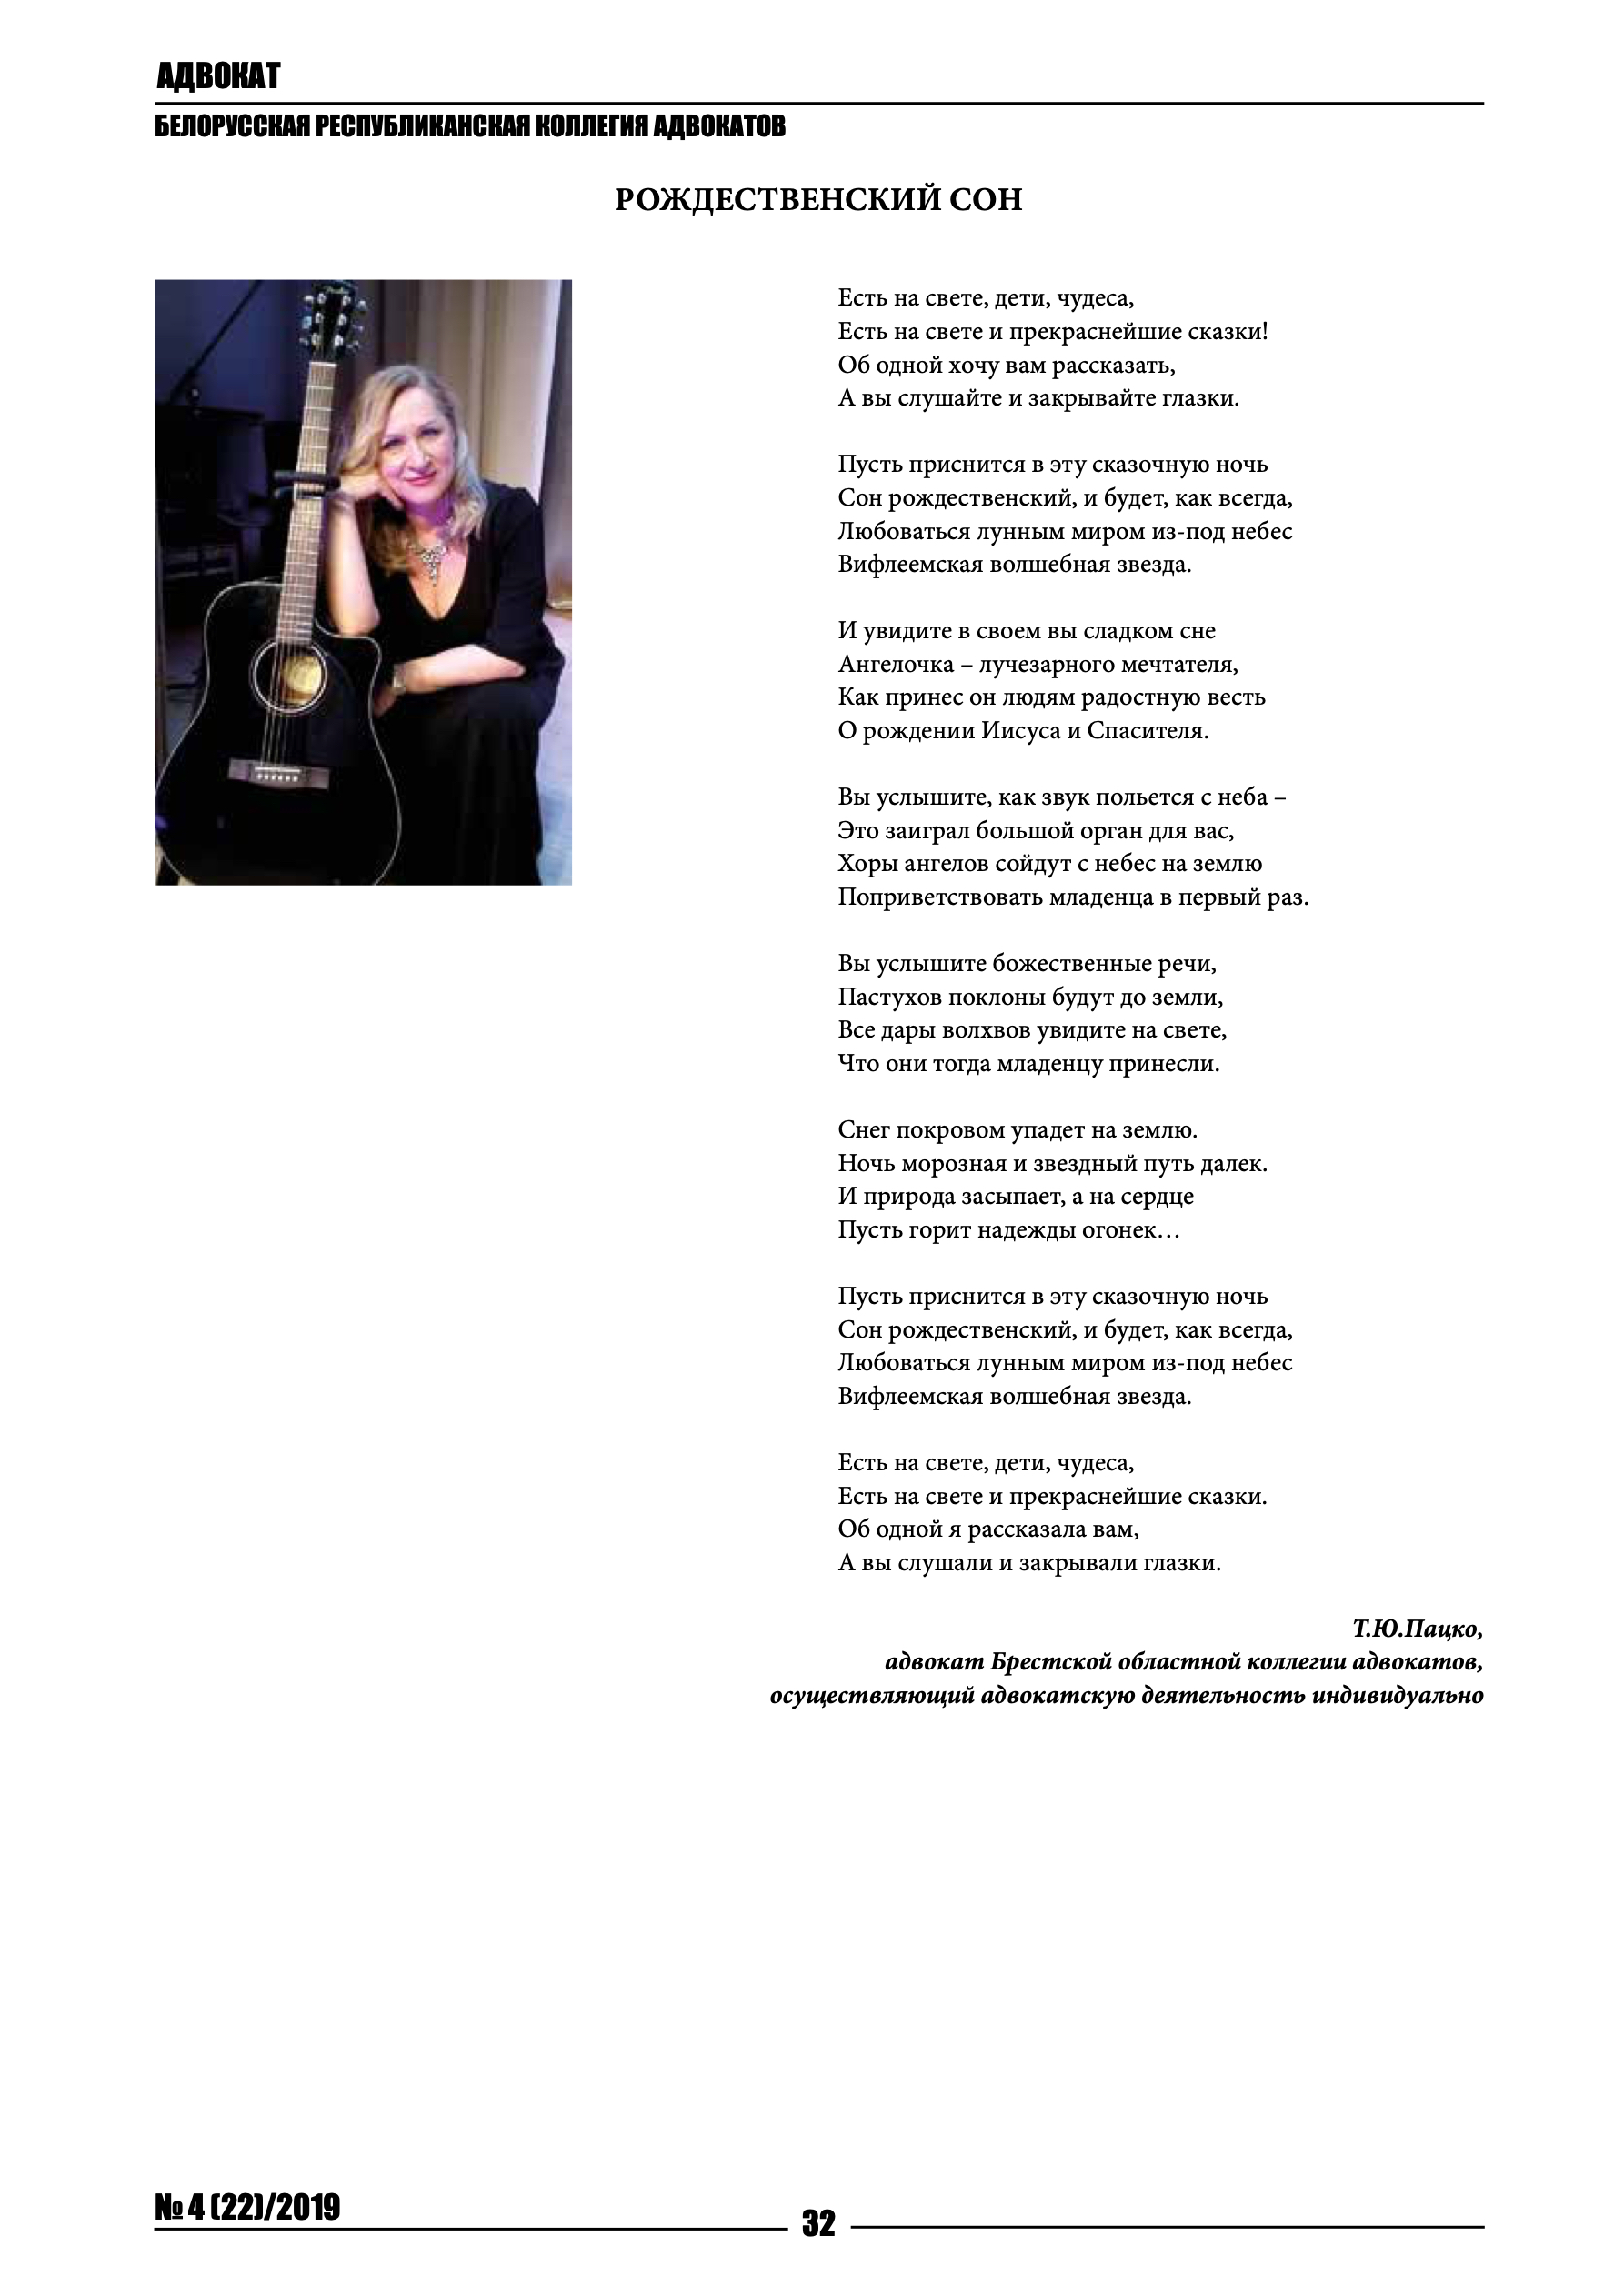 АДВОКАТ
БЕЛОРУССКАЯ РЕСПУБЛИКАНСКАЯ КОЛЛЕГИЯ АДВОКАТОВ
РОЖДЕСТВЕНСКИЙ СОН
Есть на свете, дети, чудеса,
Есть на свете и прекраснейшие сказки!
Об одной хочу вам рассказать,
А вы слушайте и закрывайте глазки.
Пусть приснится в эту сказочную ночь
Сон рождественский, и будет, как всегда,
Любоваться лунным миром из-под небес
Вифлеемская волшебная звезда.
И увидите в своем вы сладком сне
Ангелочка – лучезарного мечтателя,
Как принес он людям радостную весть
О рождении Иисуса и Спасителя.
Вы услышите, как звук польется с неба –
Это заиграл большой орган для вас,
Хоры ангелов сойдут с небес на землю
Поприветствовать младенца в первый раз.
Вы услышите божественные речи,
Пастухов поклоны будут до земли,
Все дары волхвов увидите на свете,
Что они тогда младенцу принесли.
Снег покровом упадет на землю.
Ночь морозная и звездный путь далек.
И природа засыпает, а на сердце
Пусть горит надежды огонек…
Пусть приснится в эту сказочную ночь
Сон рождественский, и будет, как всегда,
Любоваться лунным миром из-под небес
Вифлеемская волшебная звезда.
Есть на свете, дети, чудеса,
Есть на свете и прекраснейшие сказки.
Об одной я рассказала вам,
А вы слушали и закрывали глазки.
Т.Ю.Пацко,
адвокат Брестской областной коллегии адвокатов,
осуществляющий адвокатскую деятельность индивидуально
№ 4 (22)/2019
32